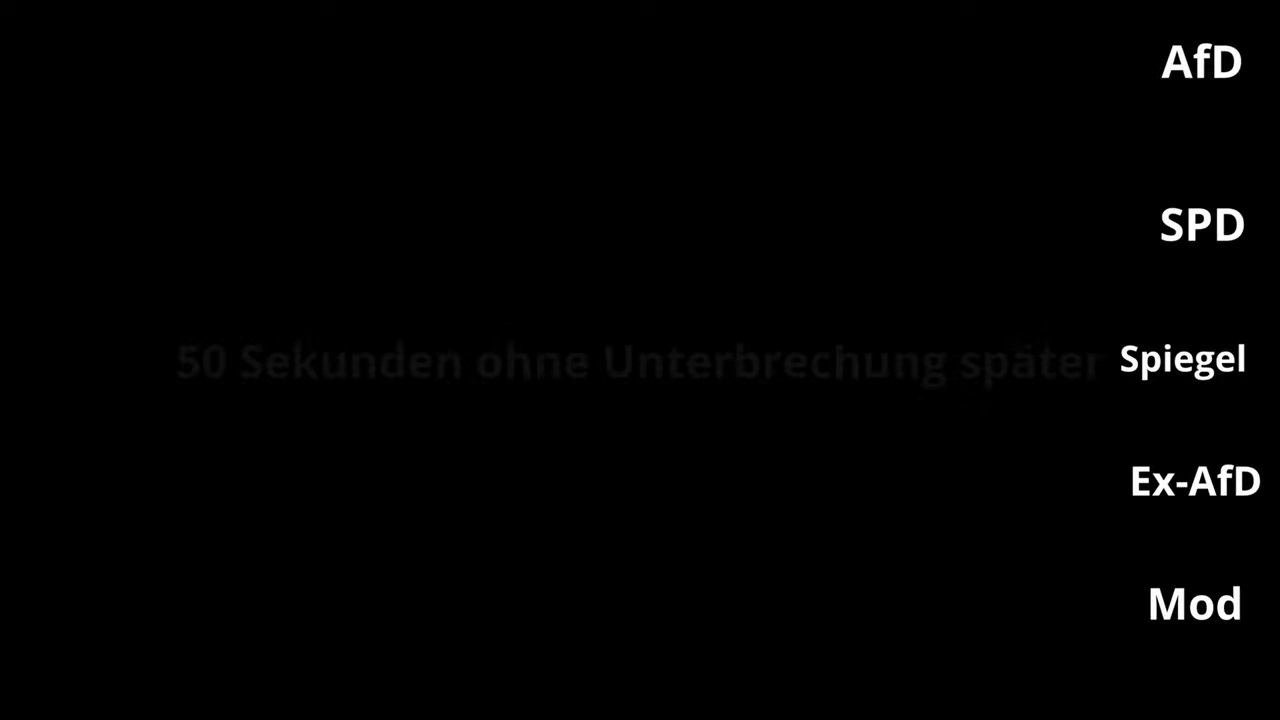 AfD
SPD
50 Sekunden ohne Unterbrechung später
Spiegel
Ex-AfD
Mod